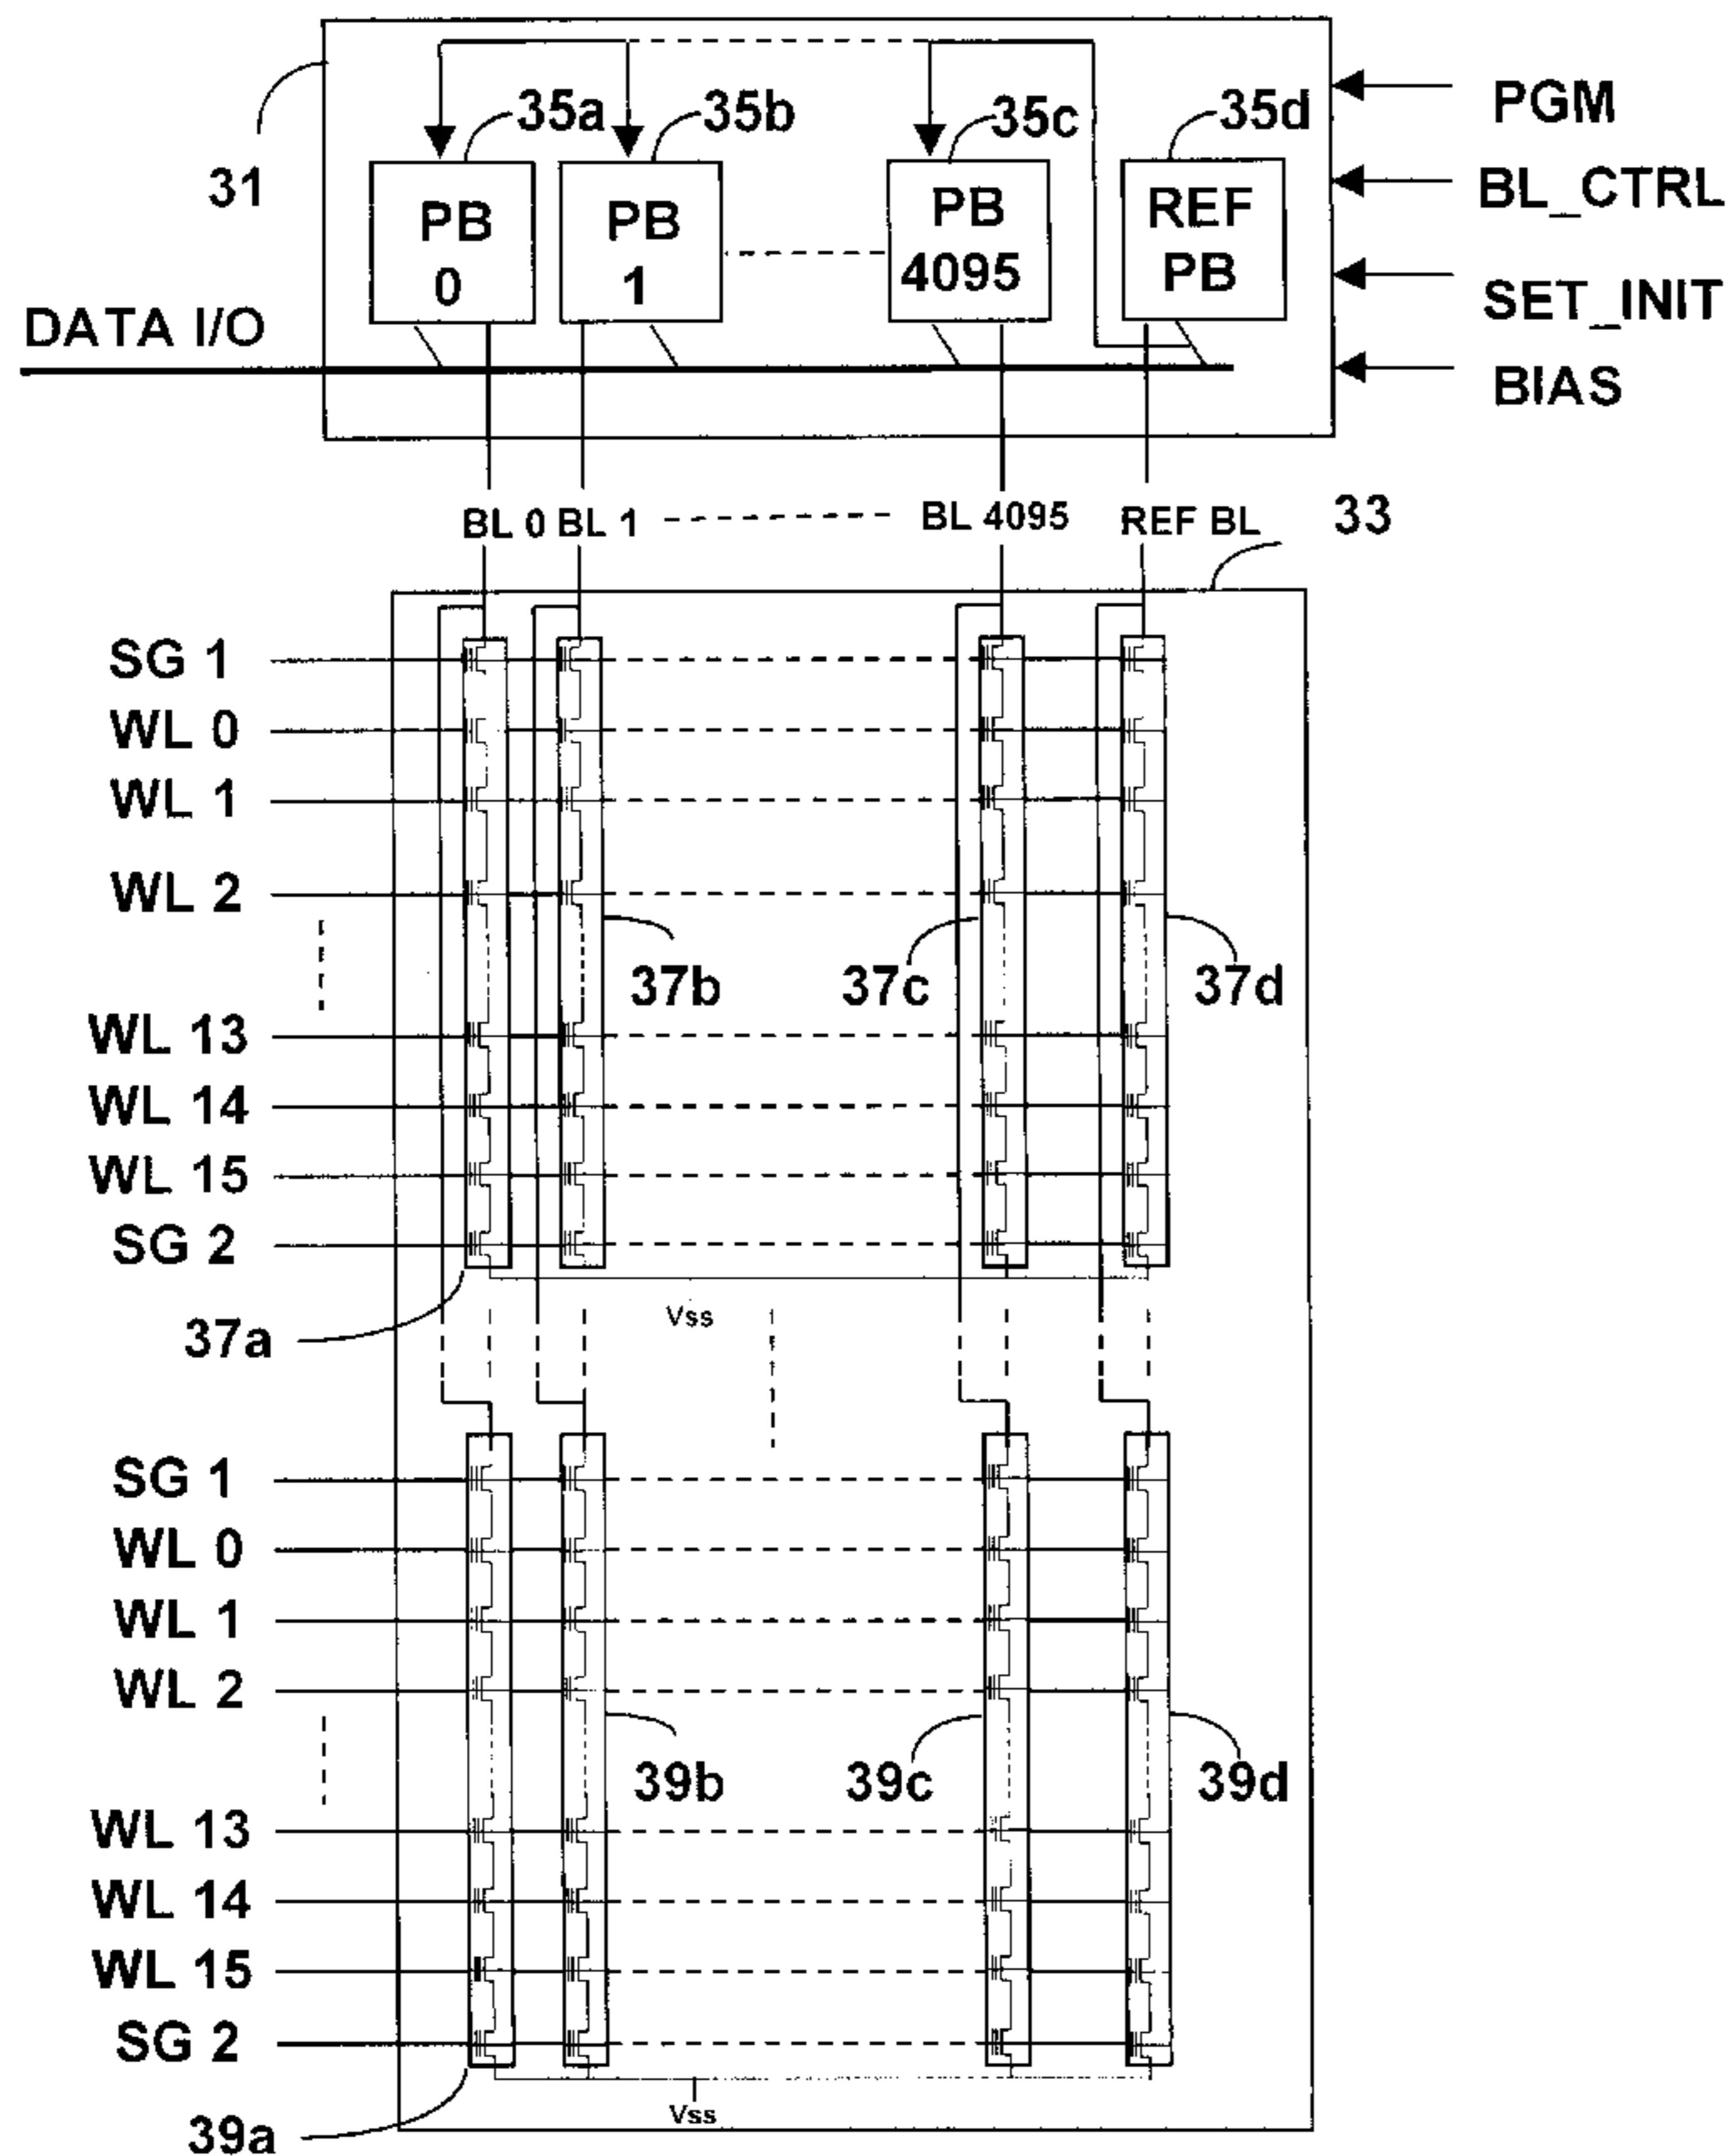 35a 35b 35c 35d
PGM
31
BL_CTRL
PB 0
PB 1
PB 4095
REF PB
SET_INIT
DATA I/O
BIAS
BL 0 BL 1 BL 4095 REF BL 33
SG 1
WL 0
WL 1
WL 2
37b 37c 37d
WL 13
WL 14
WL 15
SG 2
Vss
37a
SG 1
WL 0
WL 1
WL 2
39b 39c 39d
WL 13
WL 14
WL 15
SG 2
Vss
39a